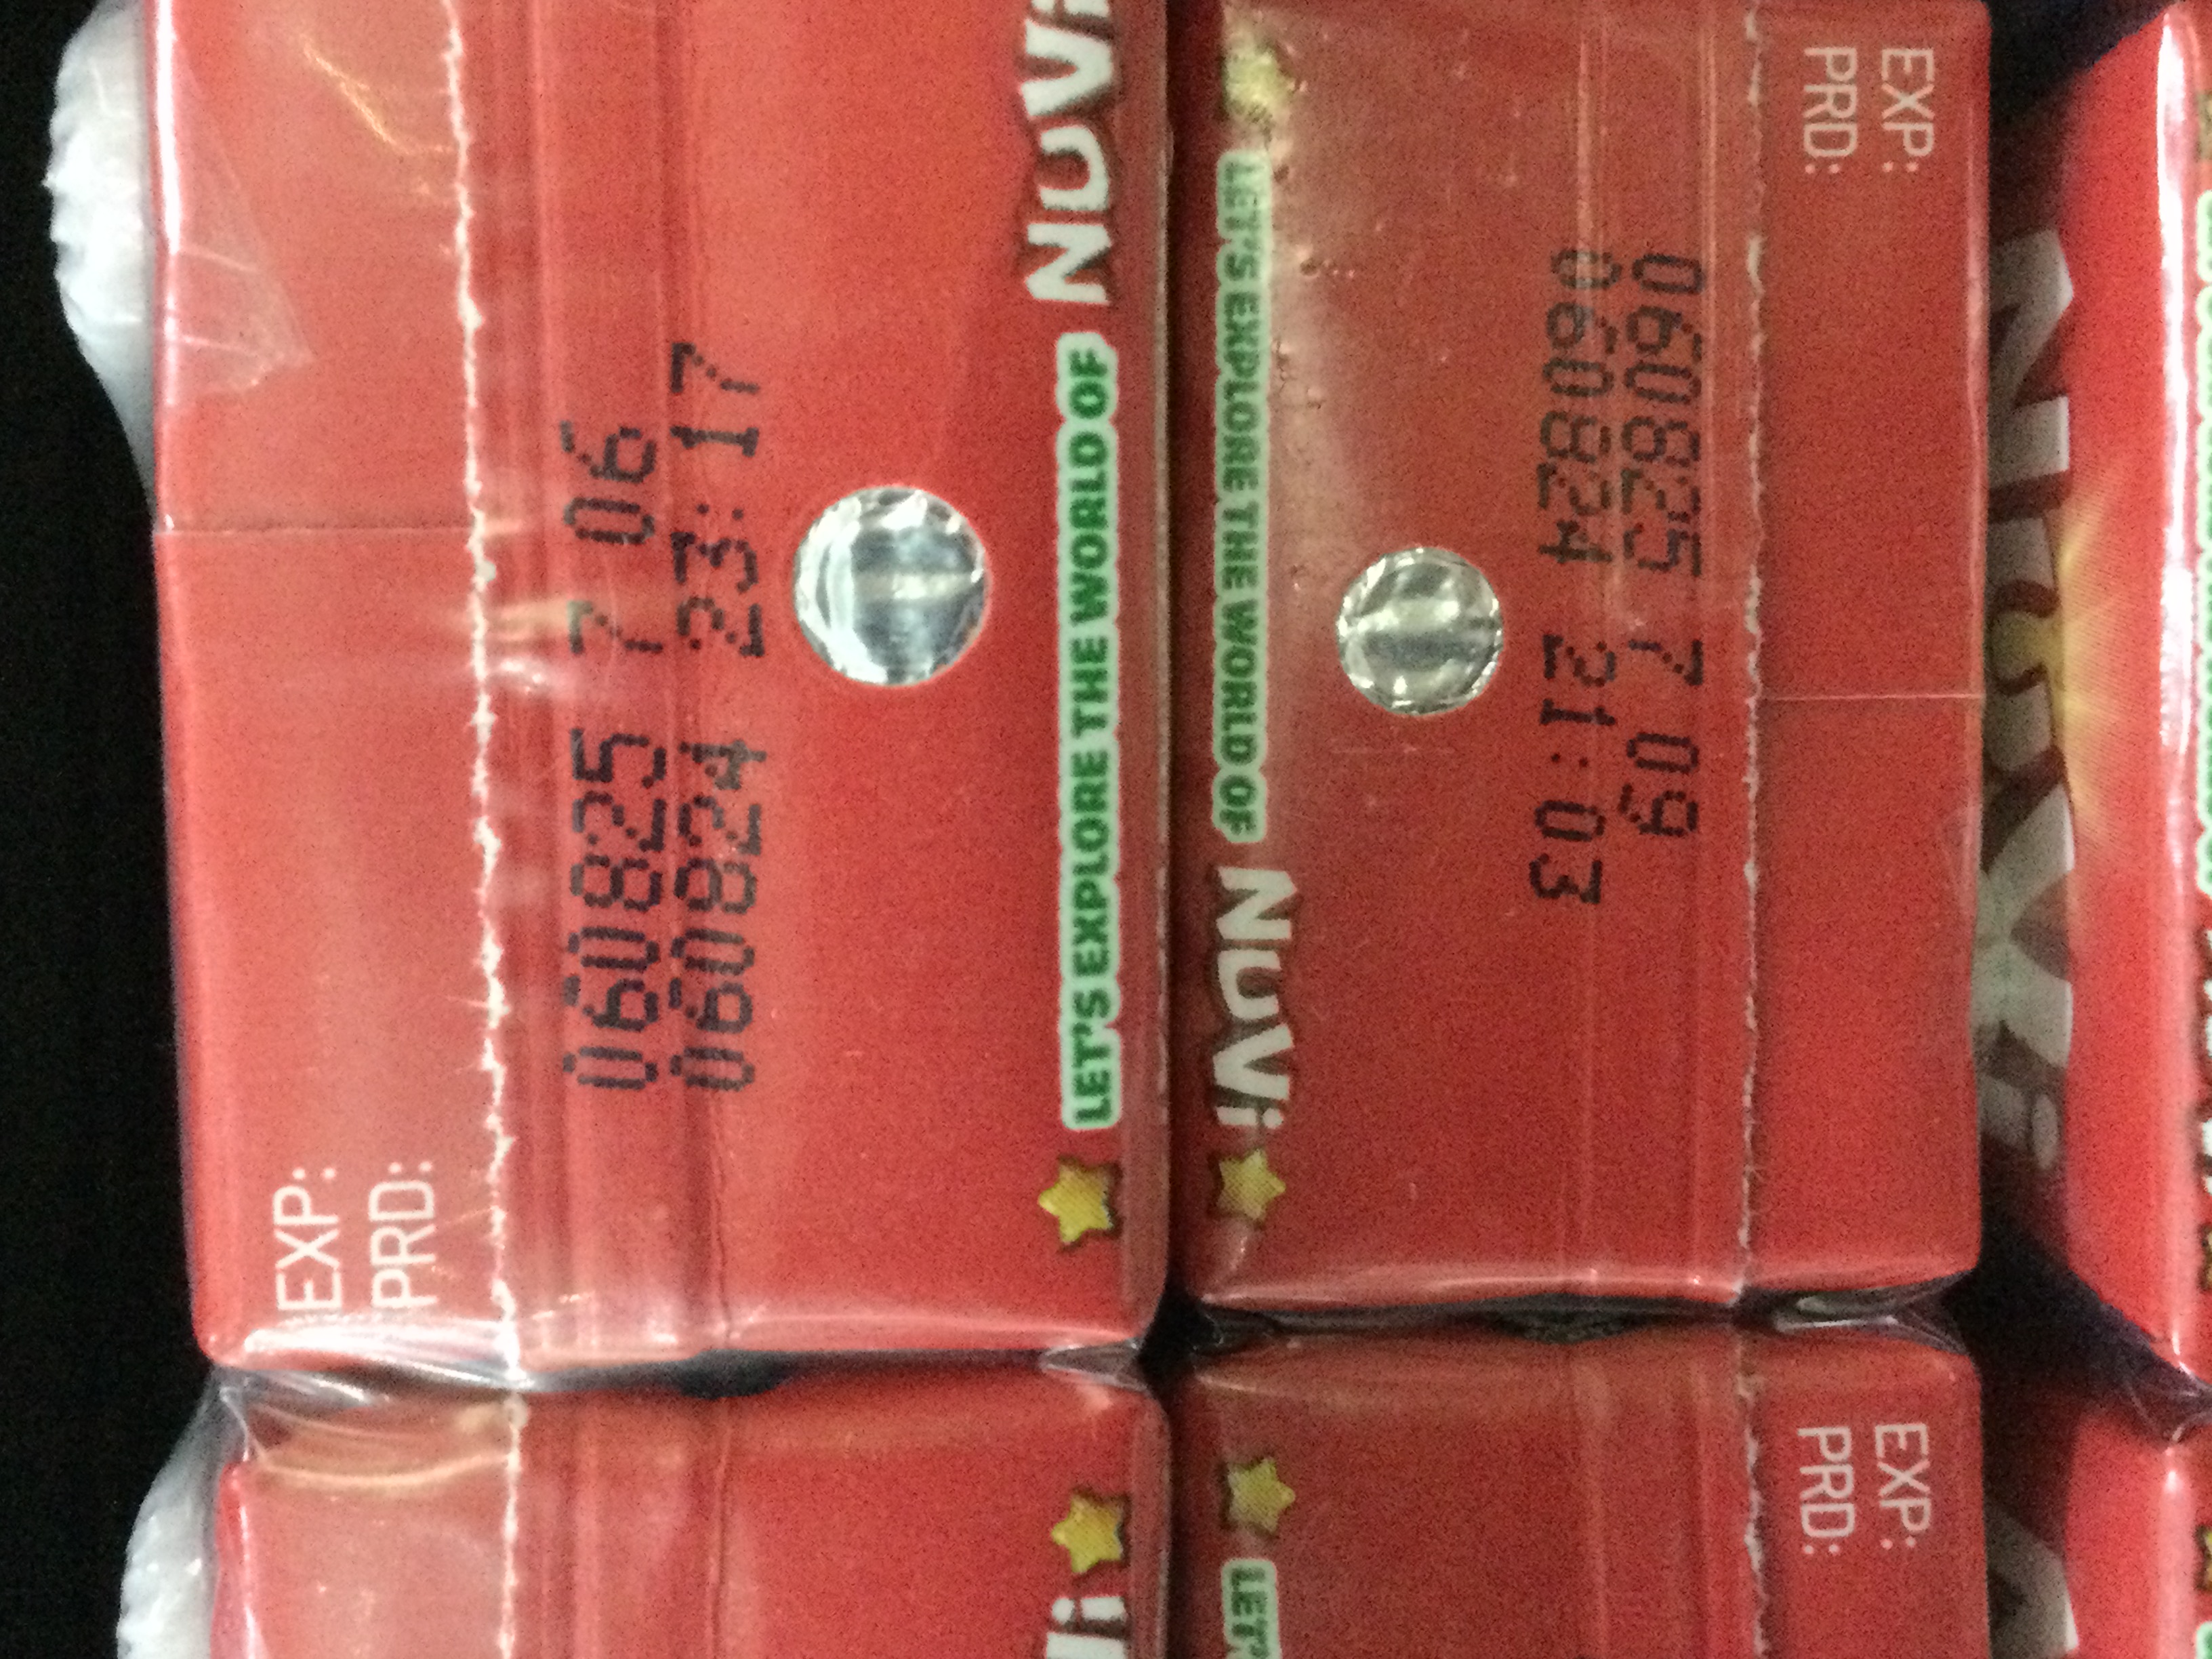 EXP:
PRD:
060825 7 06
060824 23:17
LET'S EXPLORE THE WORLD OF NUVi
EXP:
PRD:
060825 7 09
060824 21:03
LET'S EXPLORE THE WORLD OF NUVi
EXP:
PRD:
LET'